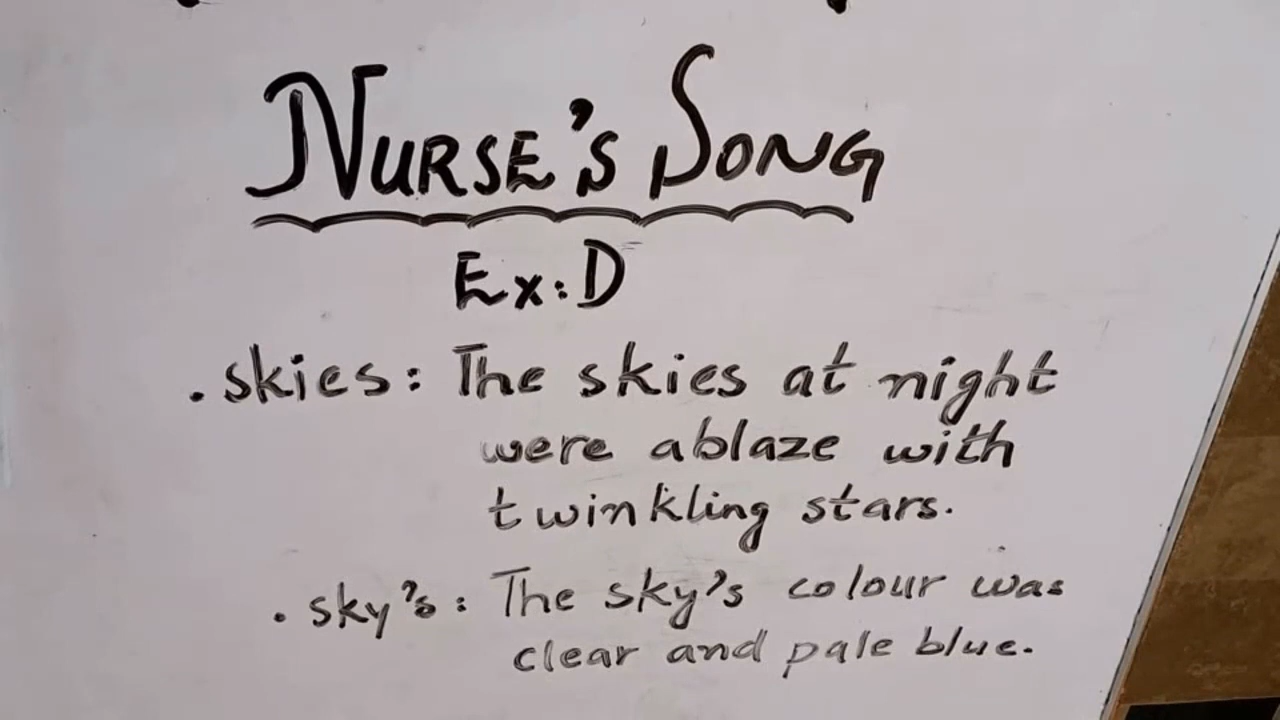 NURSE'S SONG
Ex: D
. skies: The skies at night
were ablaze with
twinkling stars.
. sky's: The sky's colour was
clear and pale blue.